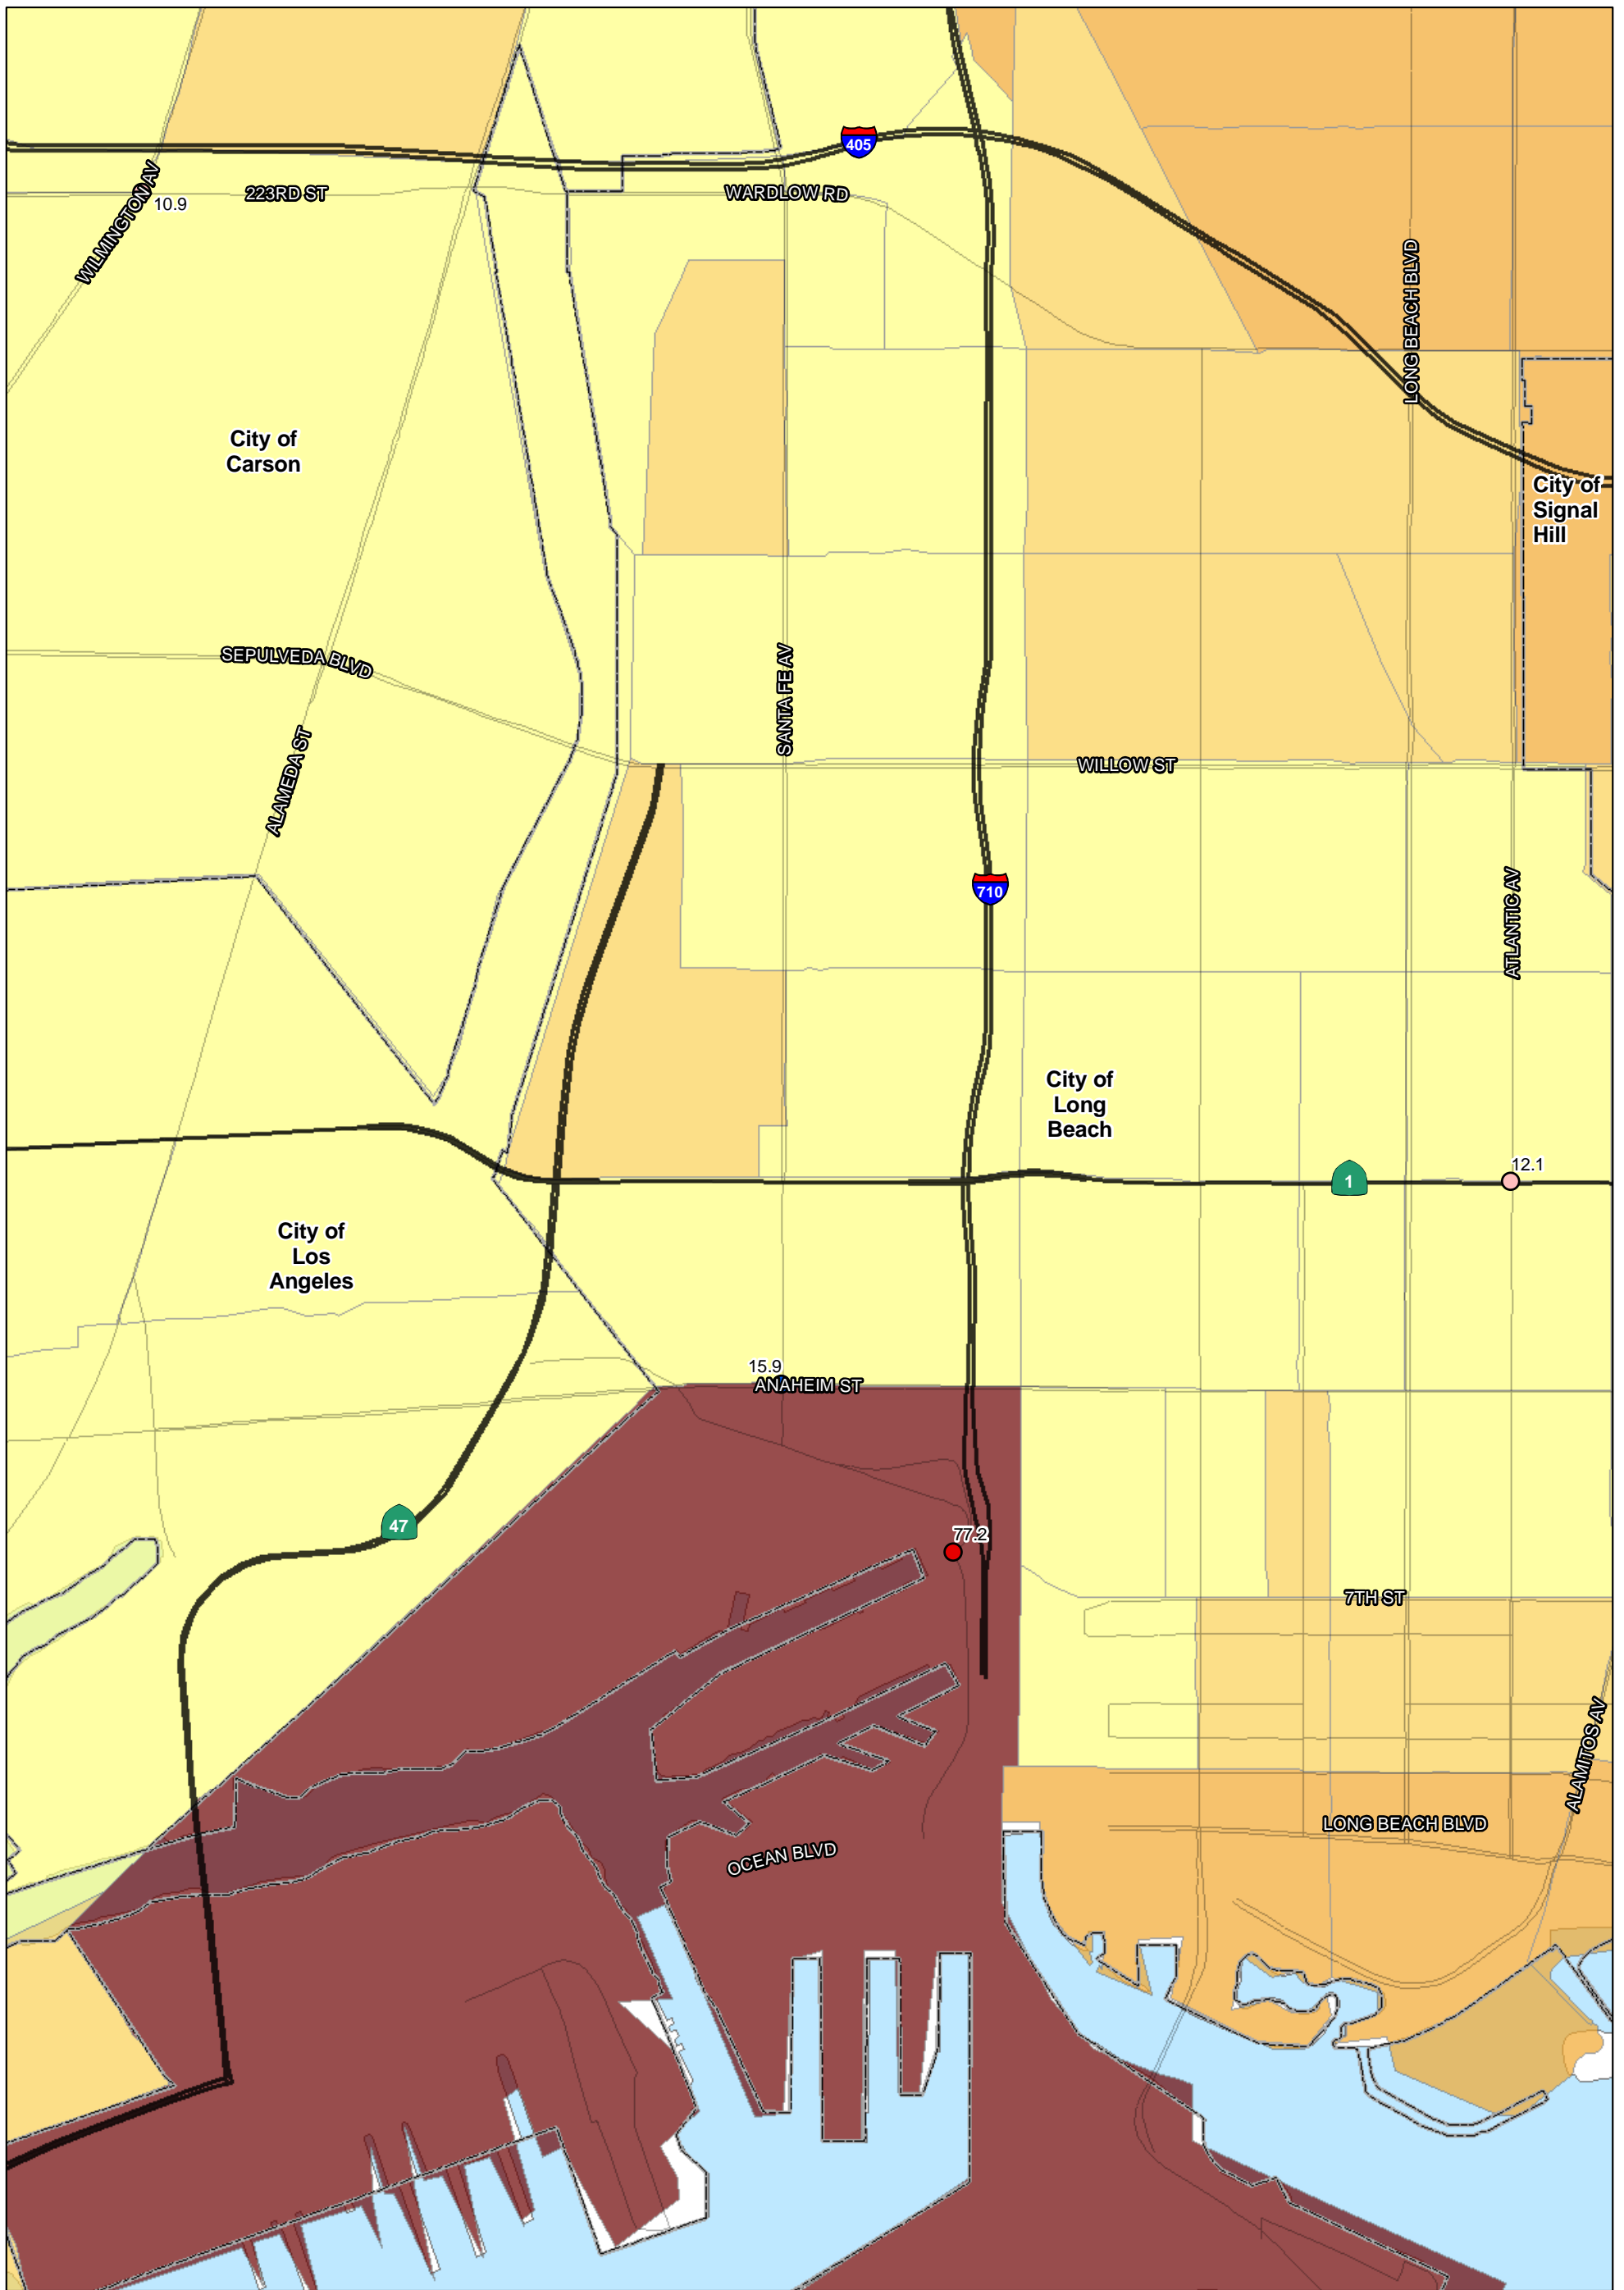 405
223RD ST
WARDLOW RD
10.9
WILMINGTON AV
LONG BEACH BLVD
City of
Carson
City of
Signal
Hill
SEPULVEDA BLVD
SANTA FE AV
ALAMEDA ST
WILLOW ST
710
ATLANTIC AV
City of
Long
Beach
12.1
1
City of
Los
Angeles
15.9
ANAHEIM ST
47
77.2
7TH ST
ALAMITOS AV
LONG BEACH BLVD
OCEAN BLVD